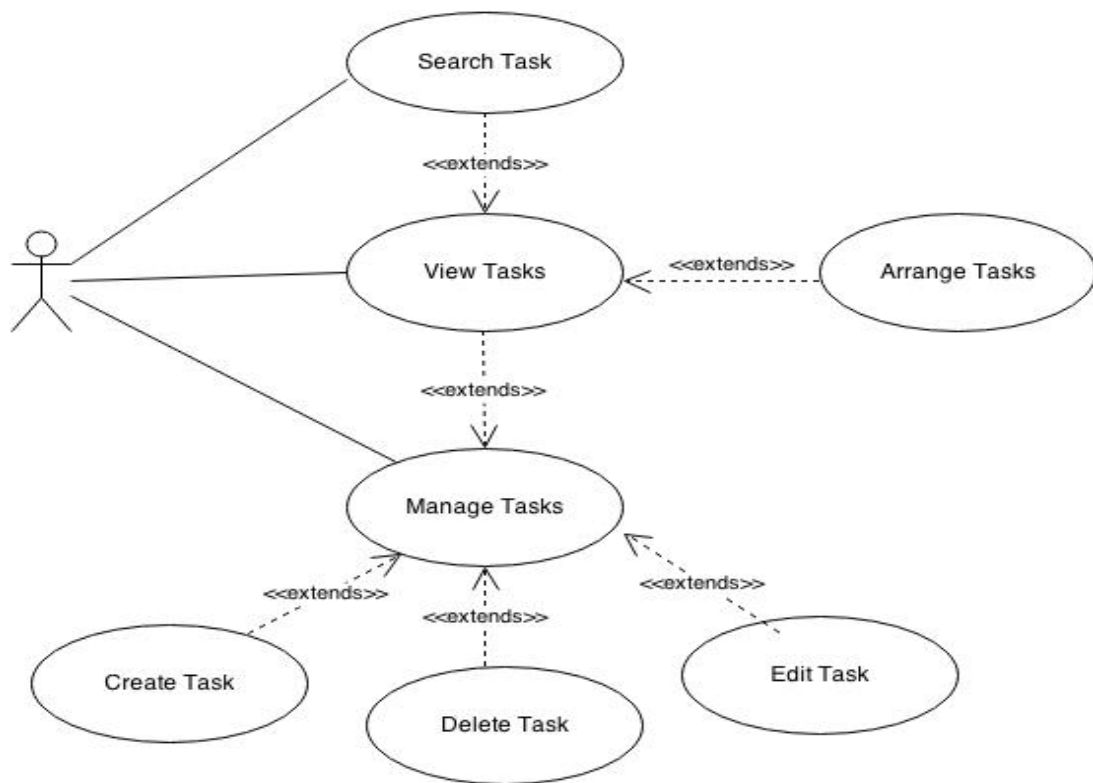 Search Task
<<extends>>
View Tasks
<<extends>>
Arrange Tasks
<<extends>>
Manage Tasks
<<extends>>
<<extends>>
<<extends>>
Create Task
Delete Task
Edit Task